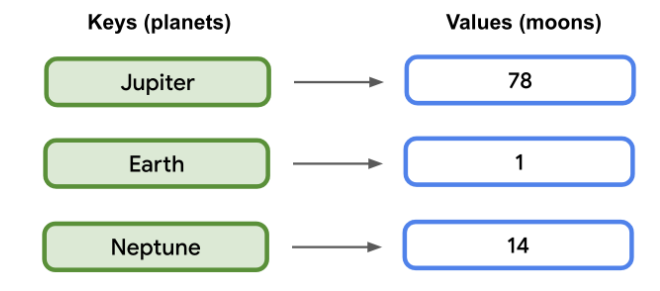 Keys (planets) Values (moons)
Jupiter 78
Earth 1
Neptune 14